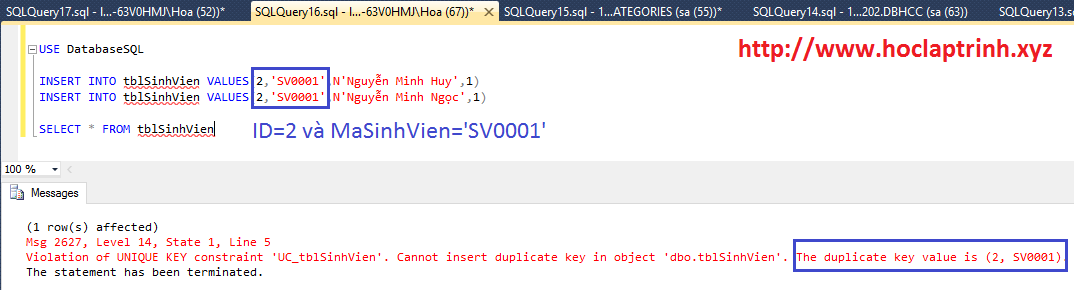 SQLQuery17.sql - I...-63V0HMJ\Hoa (52))* SQLQuery16.sql - I...-63V0HMJ\Hoa (67))* SQLQuery15.sql - 1...ATEGORIES (sa (55))* SQLQuery14.sql - 1...202.DBHCC (sa (63)) SQLQuery13.s
http://www.hoclaptrinh.xyz
USE DatabaseSQL
INSERT INTO tblSinhVien VALUES 2,'SV0001' N'Nguyễn Minh Huy',1)
INSERT INTO tblSinhVien VALUES 2,'SV0001' N'Nguyễn Minh Ngọc',1)
SELECT * FROM tblSinhVien
ID=2 và MaSinhVien='SV0001'
100 %
Messages
(1 row(s) affected)
Msg 2627, Level 14, State 1, Line 5
Violation of UNIQUE KEY constraint 'UC_tblSinhVien'. Cannot insert duplicate key in object 'dbo.tblSinhVien'. The duplicate key value is (2, SV0001).
The statement has been terminated.